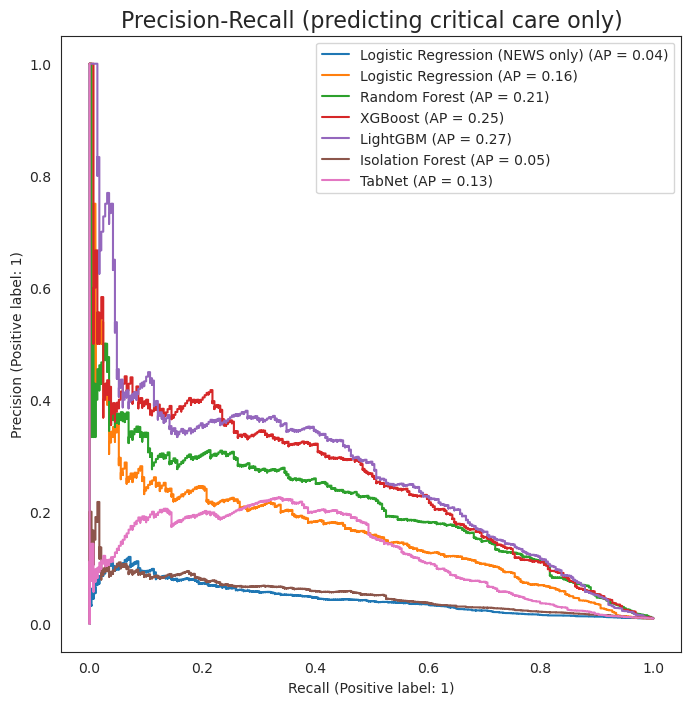 Precision-Recall (predicting critical care only)
Logistic Regression (NEWS only) (AP = 0.04)
Logistic Regression (AP = 0.16)
Random Forest (AP = 0.21)
XGBoost (AP = 0.25)
LightGBM (AP = 0.27)
Isolation Forest (AP = 0.05)
TabNet (AP = 0.13)
1.0
0.8
0.6
0.4
0.2
0.0
Precision (Positive label: 1)
0.0 0.2 0.4 0.6 0.8 1.0
Recall (Positive label: 1)